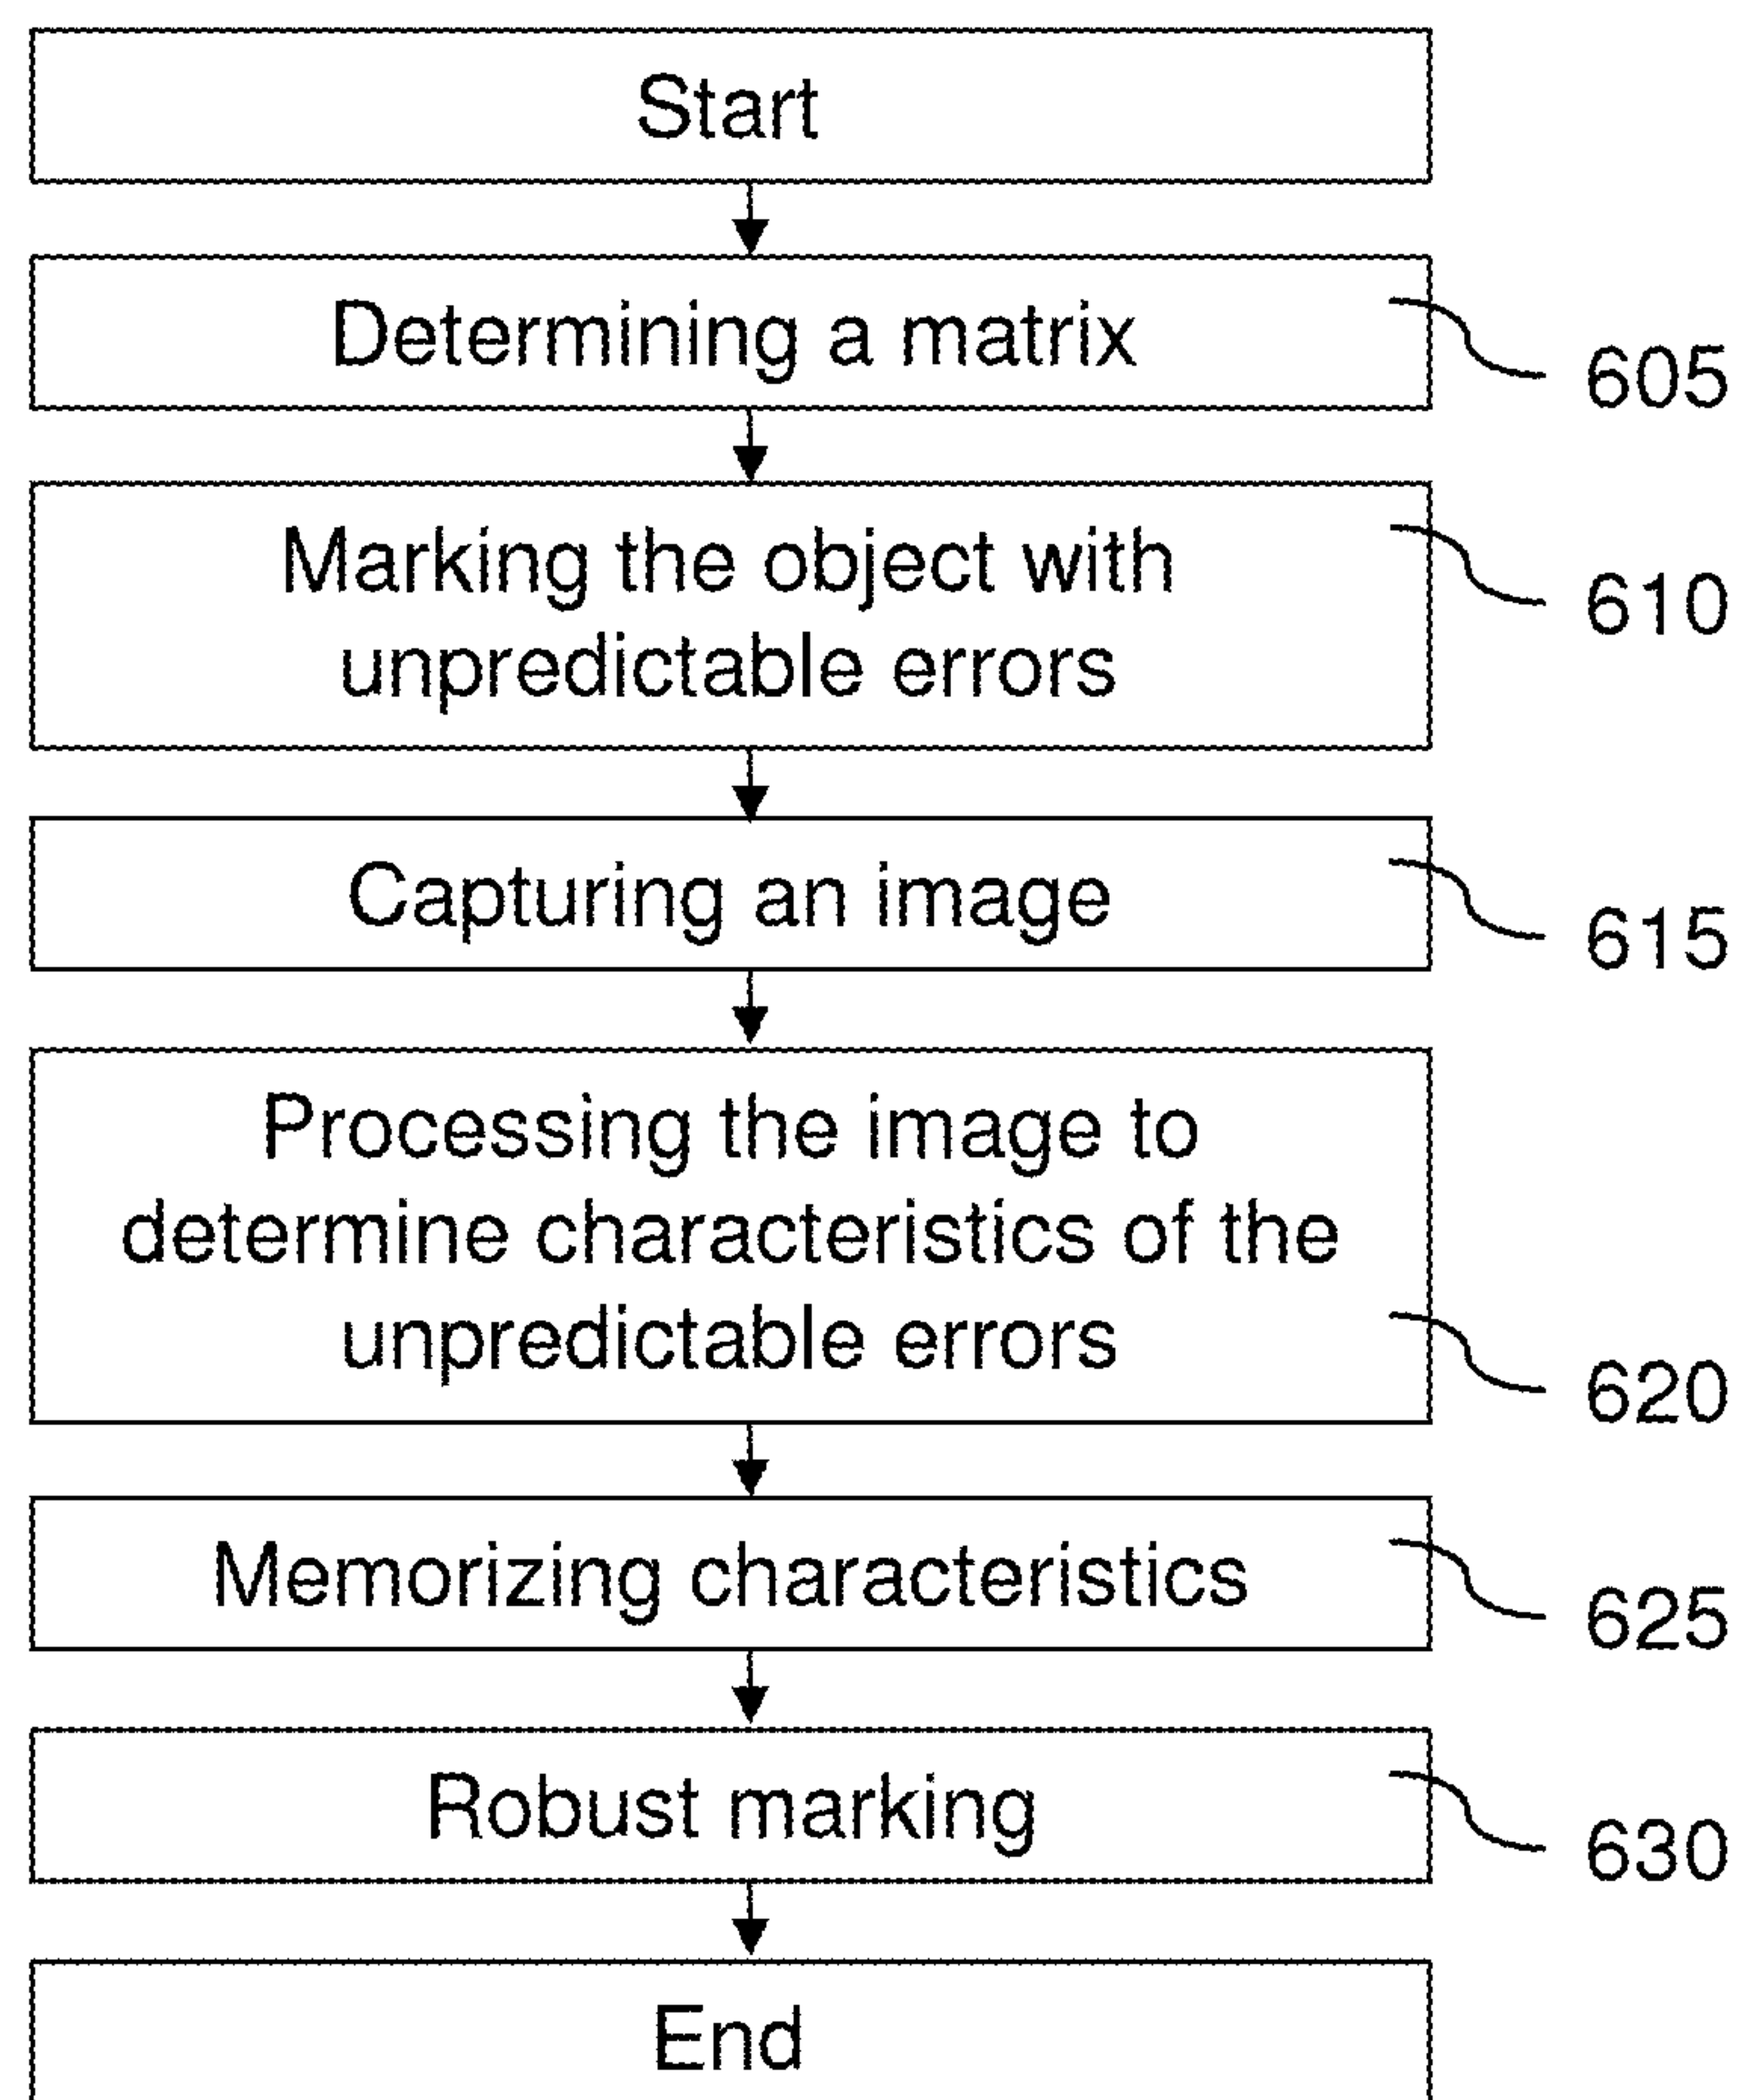 Start
Determining a matrix
605
Marking the object with
unpredictable errors
610
Capturing an image
615
Processing the image to
determine characteristics of the
unpredictable errors
620
Memorizing characteristics
625
Robust marking
630
End